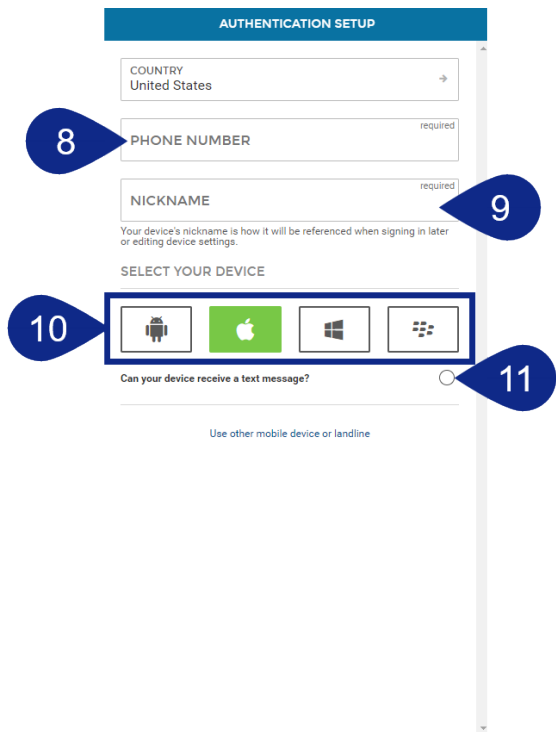 AUTHENTICATION SETUP
COUNTRY
United States
8
PHONE NUMBER
required
NICKNAME
required
9
Your device's nickname is how it will be referenced when signing in later
or editing device settings.
SELECT YOUR DEVICE
10
Can your device receive a text message?
11
Use other mobile device or landline